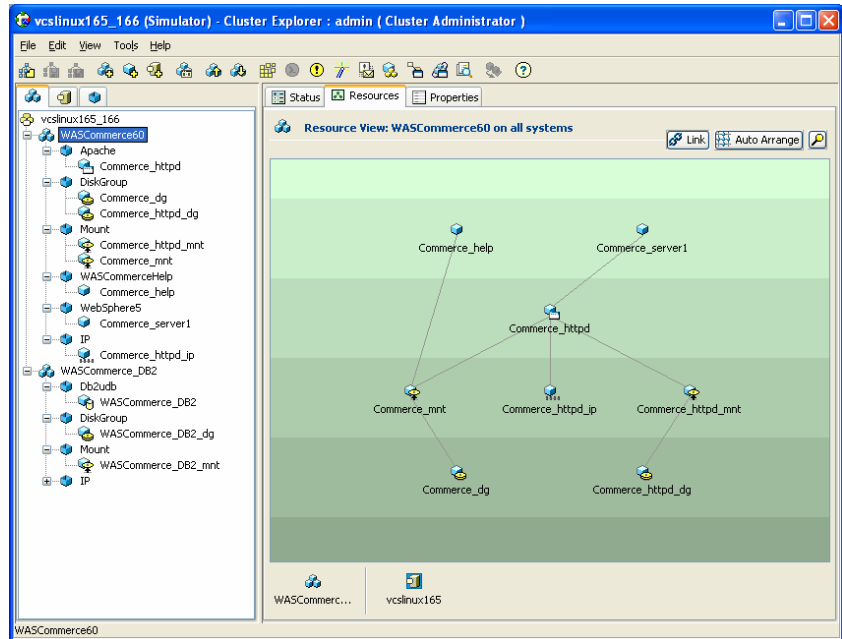 vcslinux165_166 (Simulator) - Cluster Explorer : admin ( Cluster Administrator )
File Edit View Tools Help
Status Resources Properties
vcslinux165_166
WASCommerce60
Apache
Commerce_httpd
DiskGroup
Commerce_dg
Commerce_httpd_dg
Mount
Commerce_httpd_mnt
Commerce_mnt
WASCommerceHelp
Commerce_help
WebSphere5
Commerce_server1
IP
Commerce_httpd_ip
WASCommerce_DB2
Db2udb
WASCommerce_DB2
DiskGroup
WASCommerce_DB2_dg
Mount
WASCommerce_DB2_mnt
IP
Resource View: WASCommerce60 on all systems
Link Auto Arrange
Commerce_help Commerce_server1
Commerce_httpd
Commerce_mnt Commerce_httpd_ip Commerce_httpd_mnt
Commerce_dg Commerce_httpd_dg
WASCommerc... vcslinux165
WASCommerce60